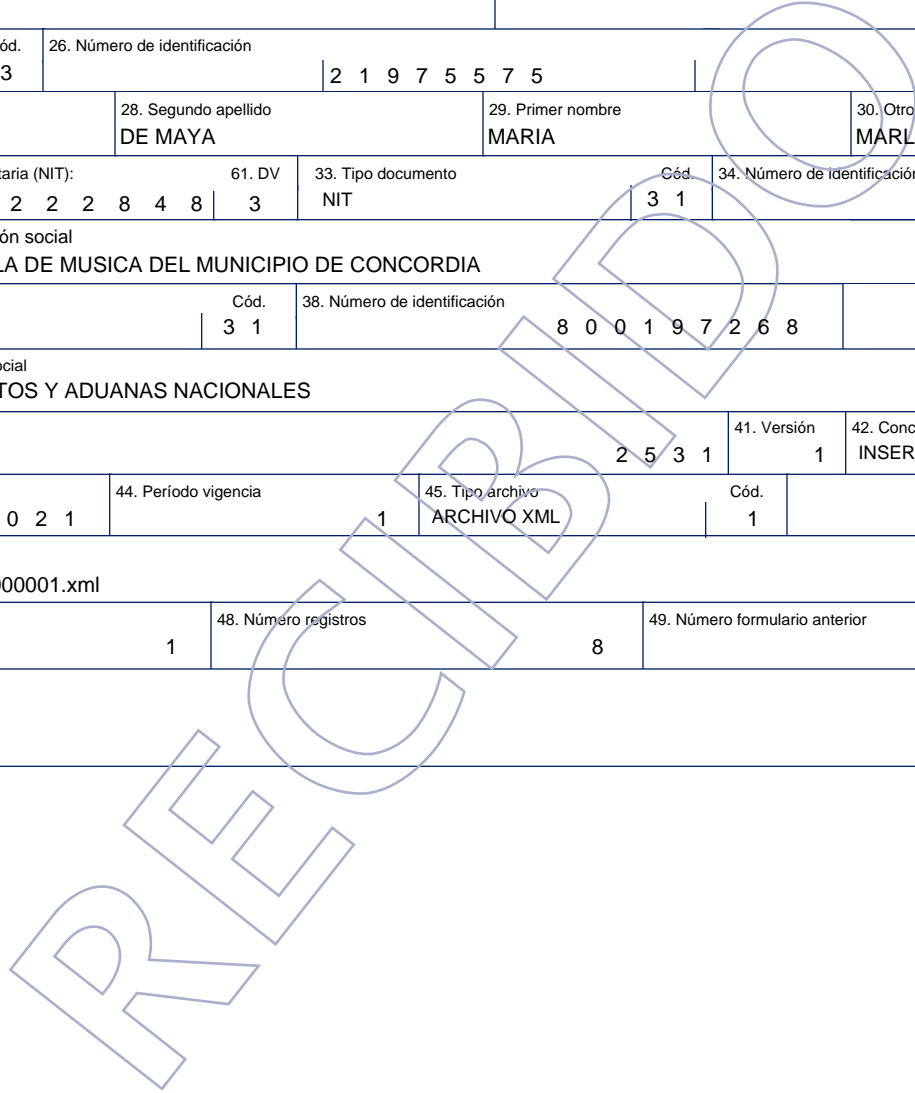 ód. 26. Número de identificación
3 2 1 9 7 5 5 7 5
28. Segundo apellido 29. Primer nombre 30. Otro
DE MAYA MARIA MARL
taria (NIT): 61. DV 33. Tipo documento Cód. 34. Número de identificación
2 2 2 8 4 8 3 NIT 3 1
ón social
LA DE MUSICA DEL MUNICIPIO DE CONCORDIA
Cód. 38. Número de identificación
3 1 8 0 0 1 9 7 2 6 8
ocial
TOS Y ADUANAS NACIONALES
41. Versión 42. Conc
2 5 3 1 1 INSER
44. Período vigencia 45. Tipo archivo Cód.
0 2 1 1 ARCHIVO XML 1
000001.xml
48. Número registros 49. Número formulario anterior
1 8
RECIBIDO